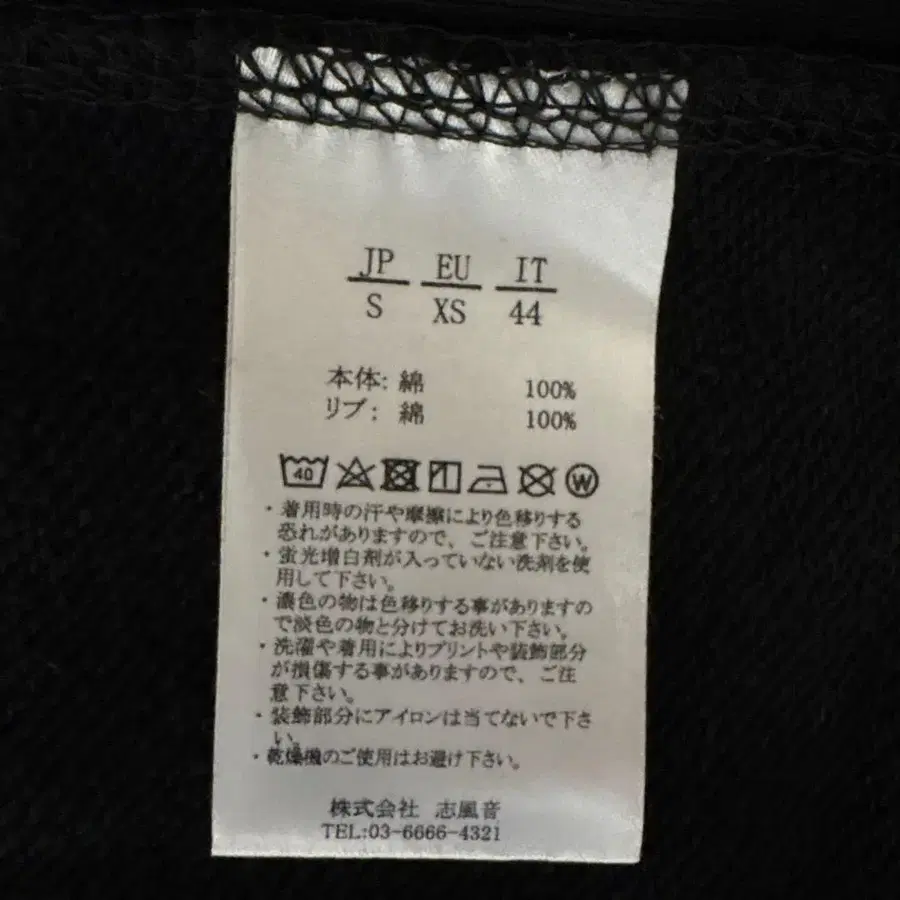 JP EU IT
S XS 44
本体: 綿 100%
リブ: 綿 100%
40 W
・着用時の汗や摩擦により色移りする
恐れがありますので、ご注意下さい。
・蛍光増白剤が入っていない洗剤を使
用して下さい。
・濃色の物は色移りする事がありますの
で淡色の物と分けてお洗い下さい。
・洗濯や着用によりプリントや装飾部分
が損傷する事がありますので、ご注
意下さい。
・装飾部分にアイロンは当てないで下さ
い。
・乾燥機のご使用はお避け下さい。
株式会社 志風音
TEL:03-6666-4321